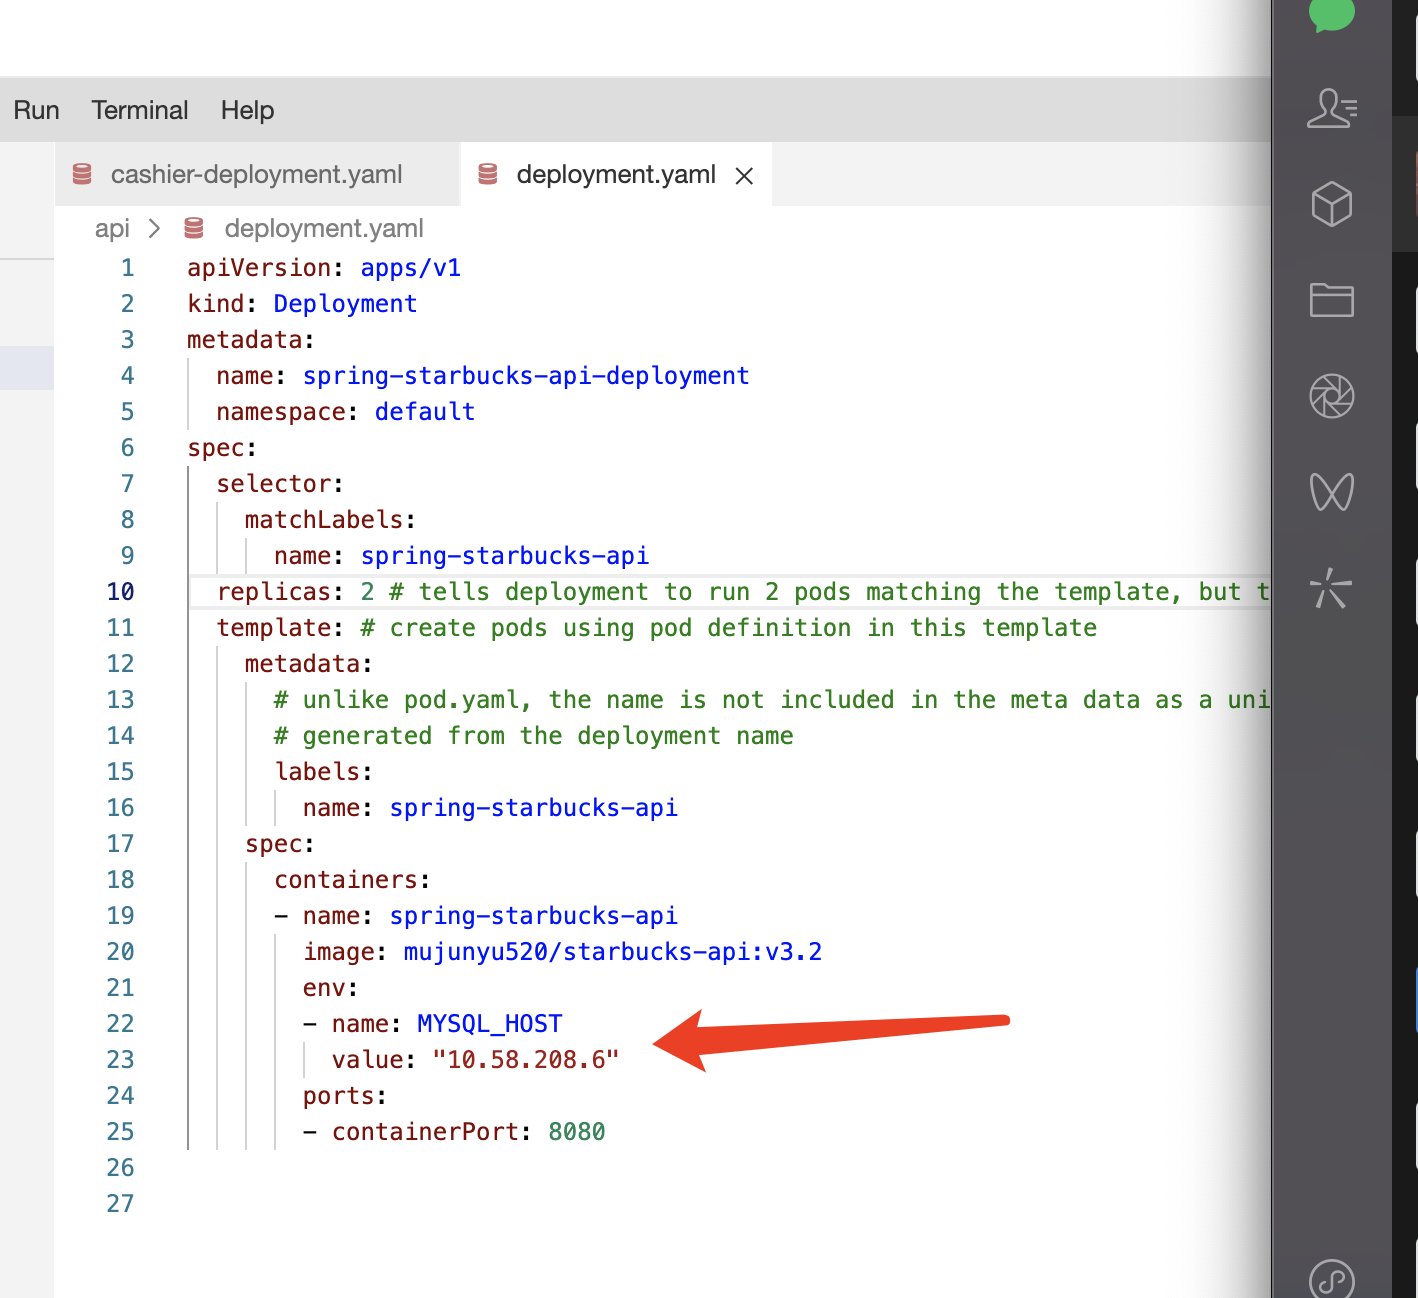 Run Terminal Help
cashier-deployment.yaml deployment.yaml
api > deployment.yaml
1 apiVersion: apps/v1
2 kind: Deployment
3 metadata:
4 name: spring-starbucks-api-deployment
5 namespace: default
6 spec:
7 selector:
8 matchLabels:
9 name: spring-starbucks-api
10 replicas: 2 # tells deployment to run 2 pods matching the template, but t
11 template: # create pods using pod definition in this template
12 metadata:
13 # unlike pod.yaml, the name is not included in the meta data as a uni
14 # generated from the deployment name
15 labels:
16 name: spring-starbucks-api
17 spec:
18 containers:
19 - name: spring-starbucks-api
20 image: mujunyu520/starbucks-api:v3.2
21 env:
22 - name: MYSQL_HOST
23 value: "10.58.208.6"
24 ports:
25 - containerPort: 8080
26
27